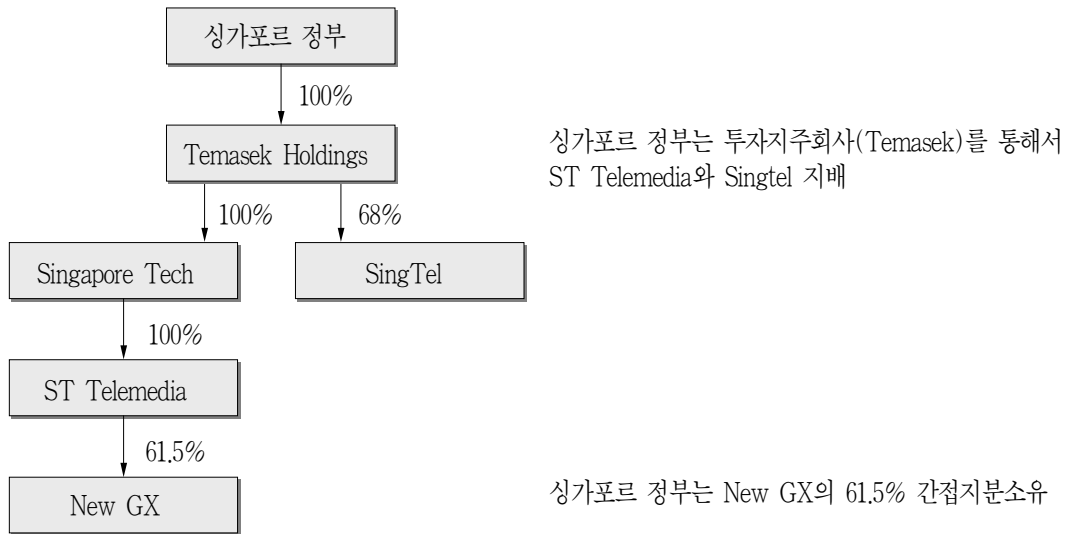 싱가포르 정부
100%
Temasek Holdings
싱가포르 정부는 투자지주회사(Temasek)를 통해서
ST Telemedia와 Singtel 지배
100%
68%
Singapore Tech
SingTel
100%
ST Telemedia
61.5%
New GX
싱가포르 정부는 New GX의 61.5% 간접지분소유